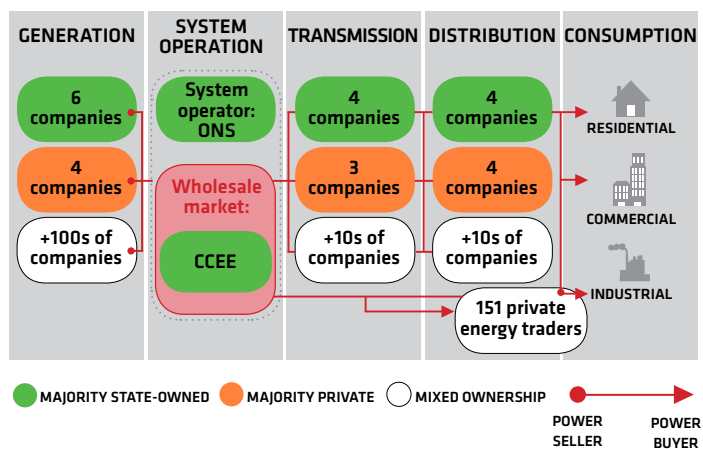 GENERATION
SYSTEM
OPERATION
TRANSMISSION
DISTRIBUTION
CONSUMPTION
6
companies
4
companies
+100s of
companies
System
operator:
ONS
Wholesale
market:
CCEE
4
companies
3
companies
+10s of
companies
4
companies
4
companies
+10s of
companies
151 private
energy traders
RESIDENTIAL
COMMERCIAL
INDUSTRIAL
MAJORITY STATE-OWNED
MAJORITY PRIVATE
MIXED OWNERSHIP
POWER
SELLER
POWER
BUYER